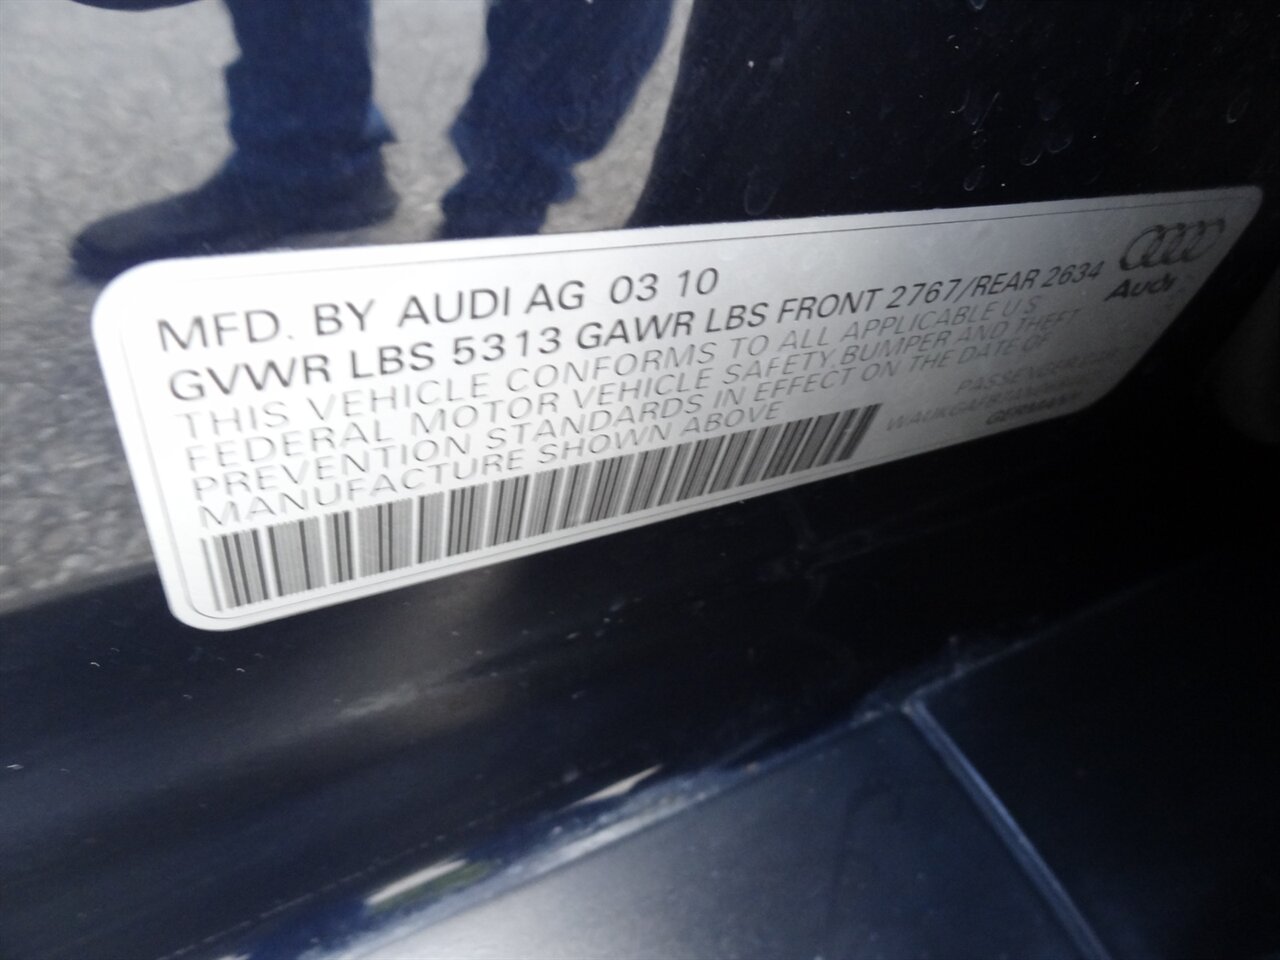 MFD. BY AUDI AG 03 10
GVWR LBS 5313 GAWR LBS FRONT 2767/REAR 2634
THIS VEHICLE CONFORMS TO ALL APPLICABLE U S
FEDERAL MOTOR VEHICLE SAFETY, BUMPER AND THEFT
PREVENTION STANDARDS IN EFFECT ON THE DATE OF
MANUFACTURE SHOWN ABOVE
Audi
PASSENGER
GERMANY